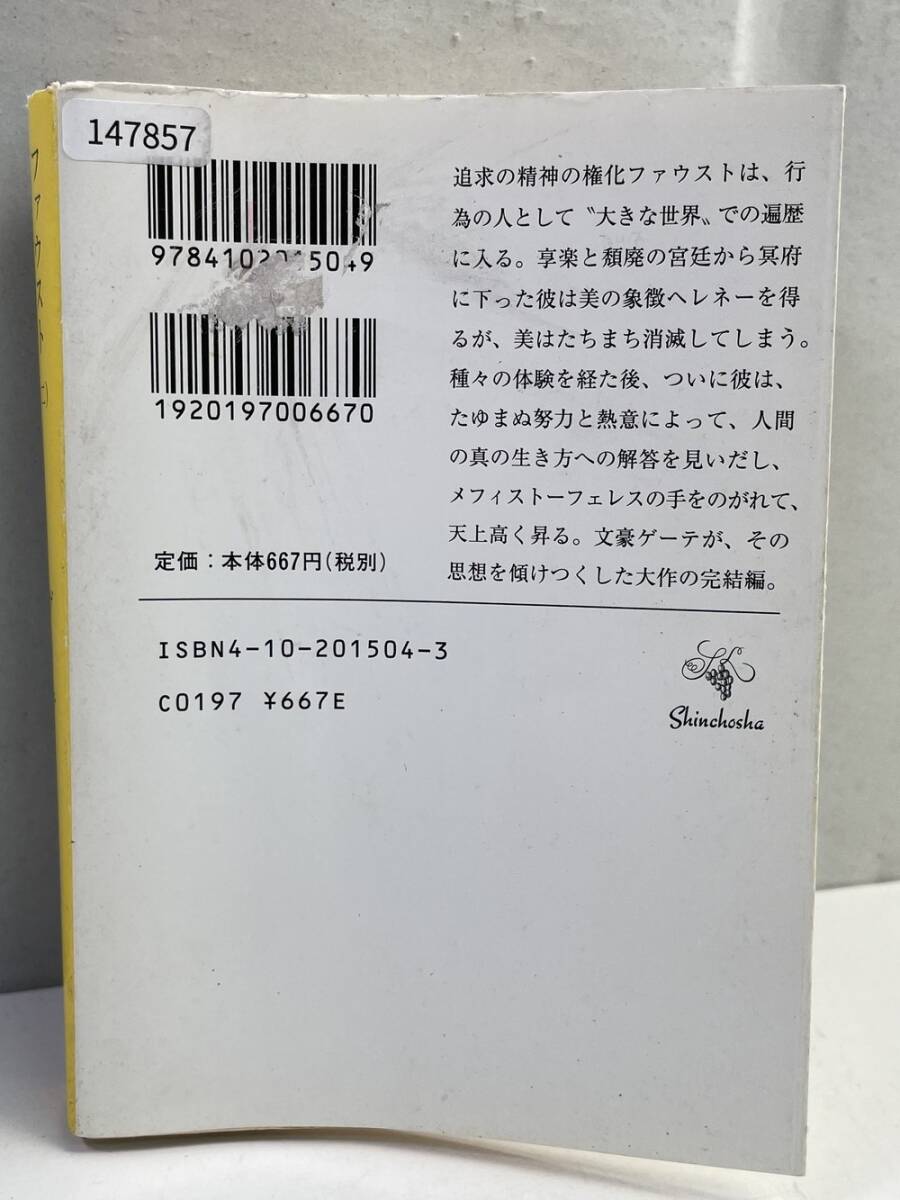 147857
ファウスト
9784102015049
1920197006670
定価:本体667円(税別)
追求の精神の権化ファウストは、行
為の人として〝大きな世界〟での遍歴
に入る。享楽と頽廃の宮廷から冥府
に下った彼は美の象徴ヘレネーを得
るが、美はたちまち消滅してしまう。
種々の体験を経た後、ついに彼は、
たゆまぬ努力と熱意によって、人間
の真の生き方への解答を見いだし、
メフィストーフェレスの手をのがれて、
天上高く昇る。文豪ゲーテが、その
思想を傾けつくした大作の完結編。
ISBN4-10-201504-3
C0197 ¥667E
Shinchosha